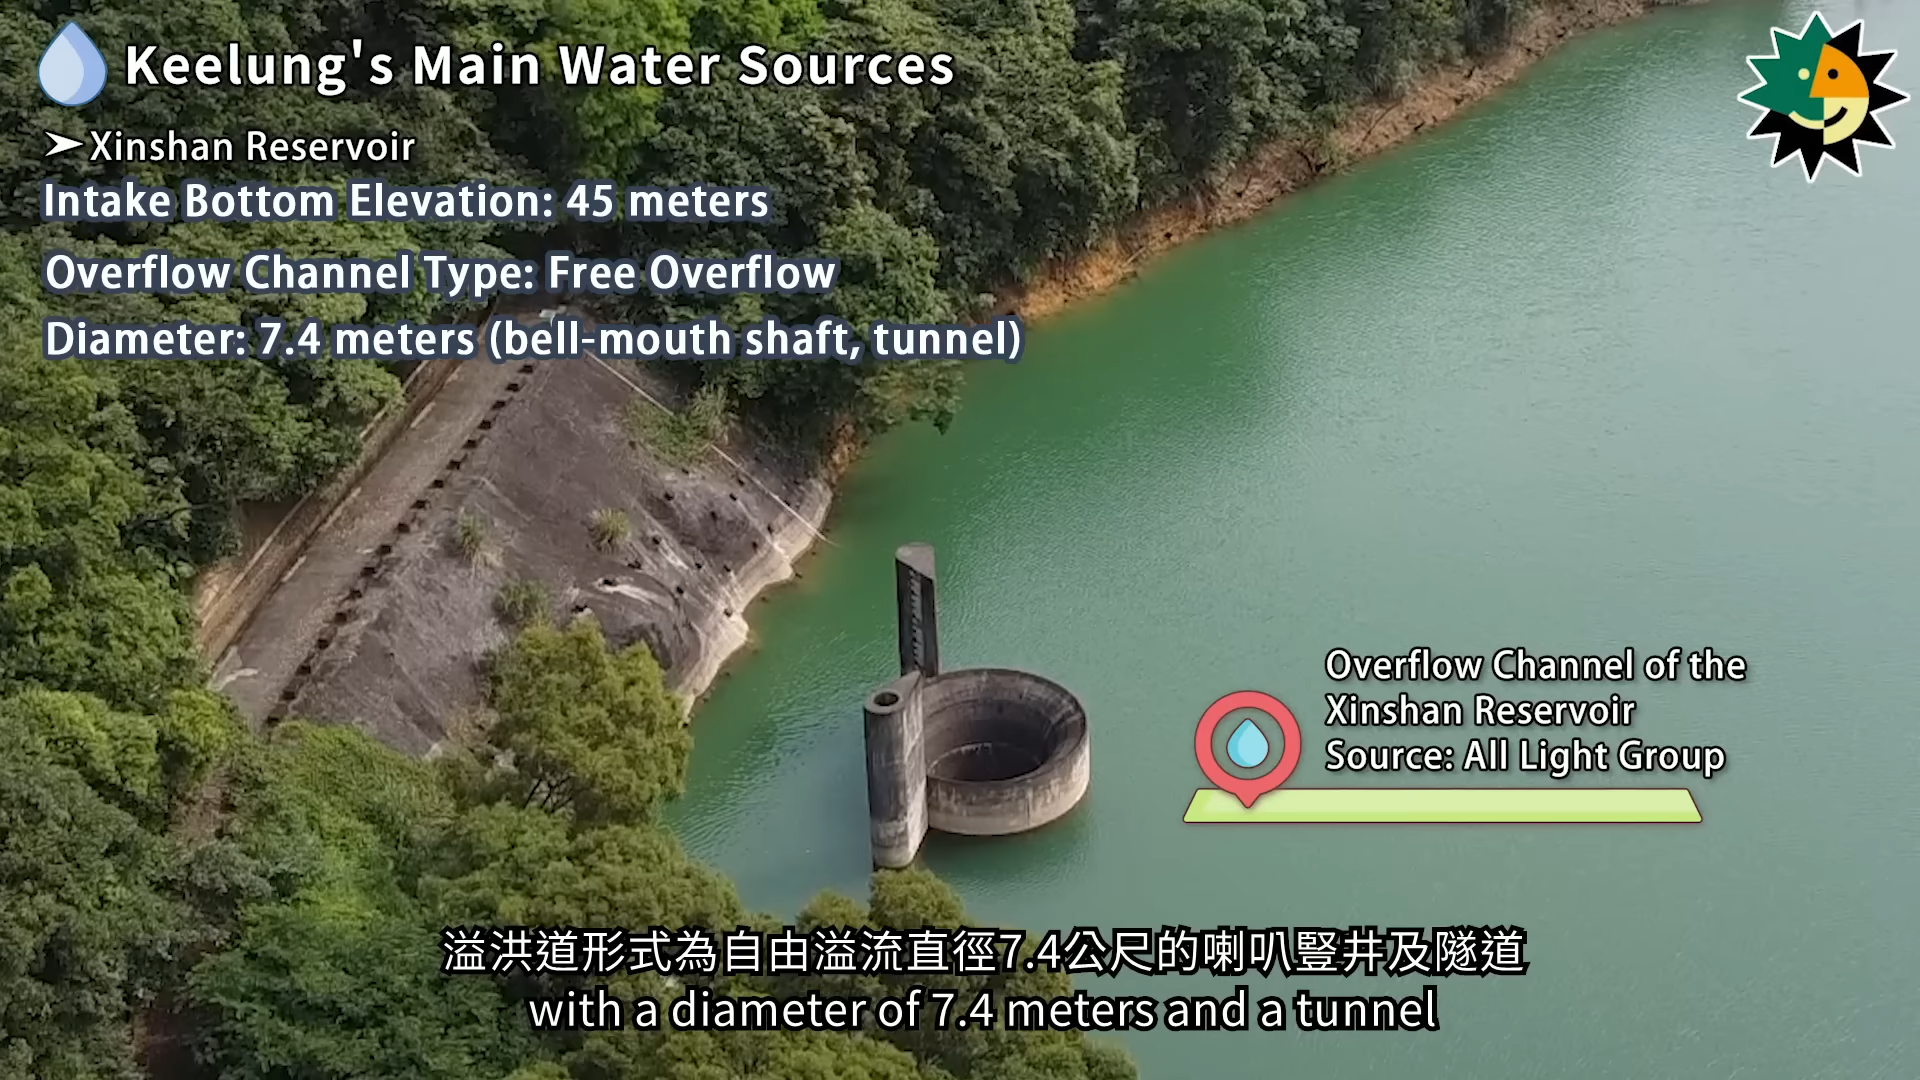 Keelung's Main Water Sources
➤Xinshan Reservoir
Intake Bottom Elevation: 45 meters
Overflow Channel Type: Free Overflow
Diameter: 7.4 meters (bell-mouth shaft, tunnel)
Overflow Channel of the
Xinshan Reservoir
Source: All Light Group
溢洪道形式為自由溢流直徑7.4公尺的喇叭豎井及隧道
with a diameter of 7.4 meters and a tunnel